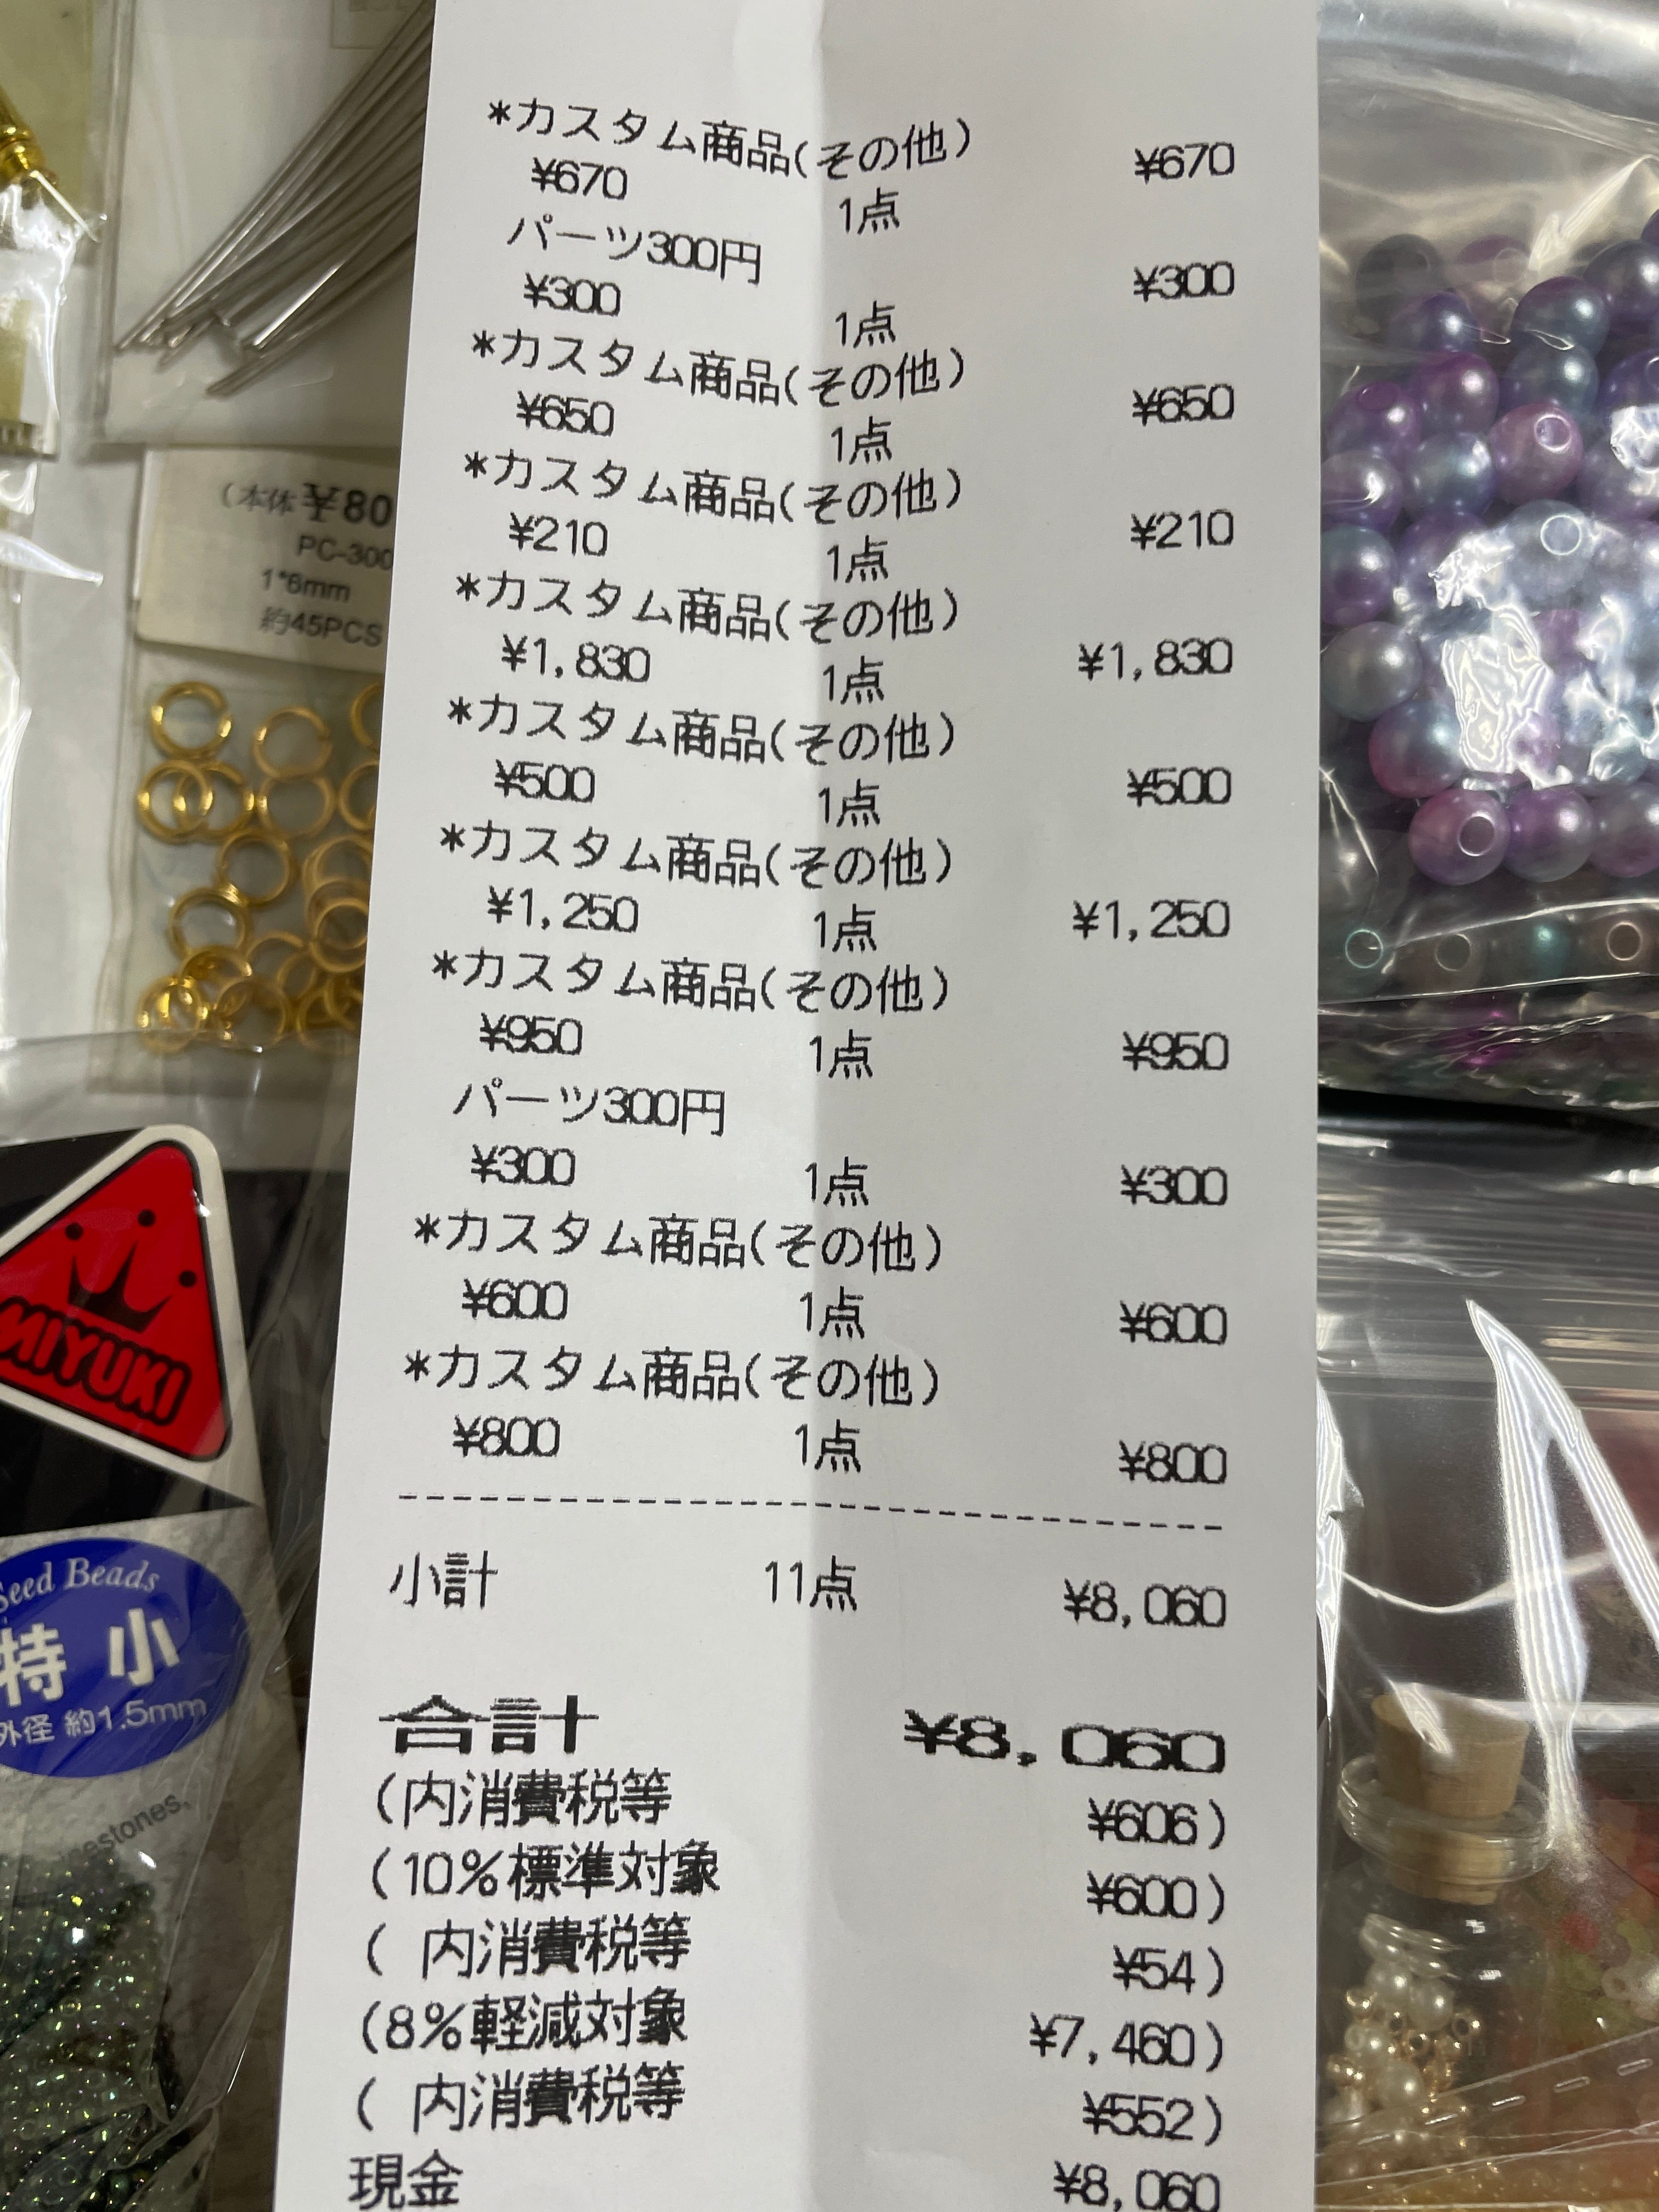 *カスタム商品(その他)
¥670 1点 ¥670
パーツ300円
¥300 1点 ¥300
*カスタム商品(その他)
¥650 1点 ¥650
*カスタム商品(その他)
¥210 1点 ¥210
*カスタム商品(その他)
¥1,830 1点 ¥1,830
*カスタム商品(その他)
¥500 1点 ¥500
*カスタム商品(その他)
¥1,250 1点 ¥1,250
*カスタム商品(その他)
¥950 1点 ¥950
パーツ300円
¥300 1点 ¥300
*カスタム商品(その他)
¥600 1点 ¥600
*カスタム商品(その他)
¥800 1点 ¥800
小計 11点 ¥8,060
合計 ¥8,060
(内消費税等 ¥606)
(10%標準対象 ¥600)
( 内消費税等 ¥54)
(8%軽減対象 ¥7,460)
( 内消費税等 ¥552)
現金 ¥8,060
(本体 ¥80
PC-300
1*6mm
約45PCS
MIYUKI
Seed Beads
特小
外径 約1.5mm